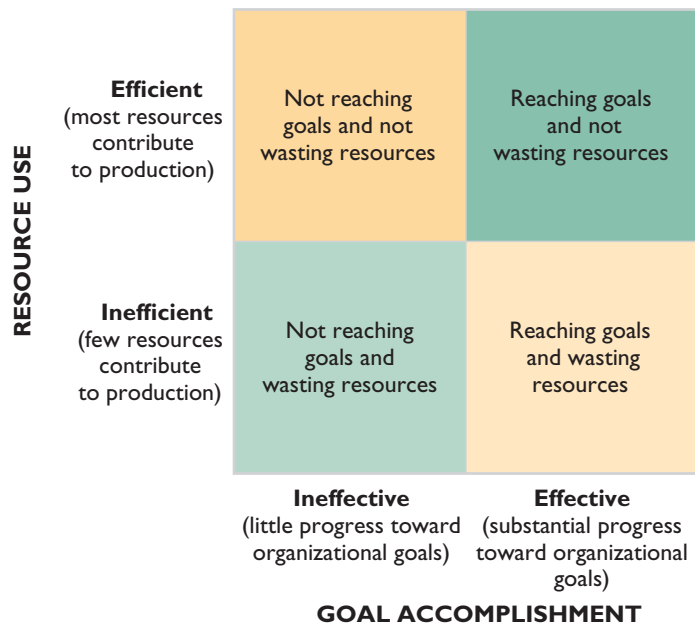 RESOURCE USE
Efficient
(most resources
contribute
to production)
Not reaching
goals and not
wasting resources
Reaching goals
and not
wasting resources
Inefficient
(few resources
contribute
to production)
Not reaching
goals and
wasting resources
Reaching goals
and wasting
resources
Ineffective
(little progress toward
organizational goals)
Effective
(substantial progress
toward organizational
goals)
GOAL ACCOMPLISHMENT